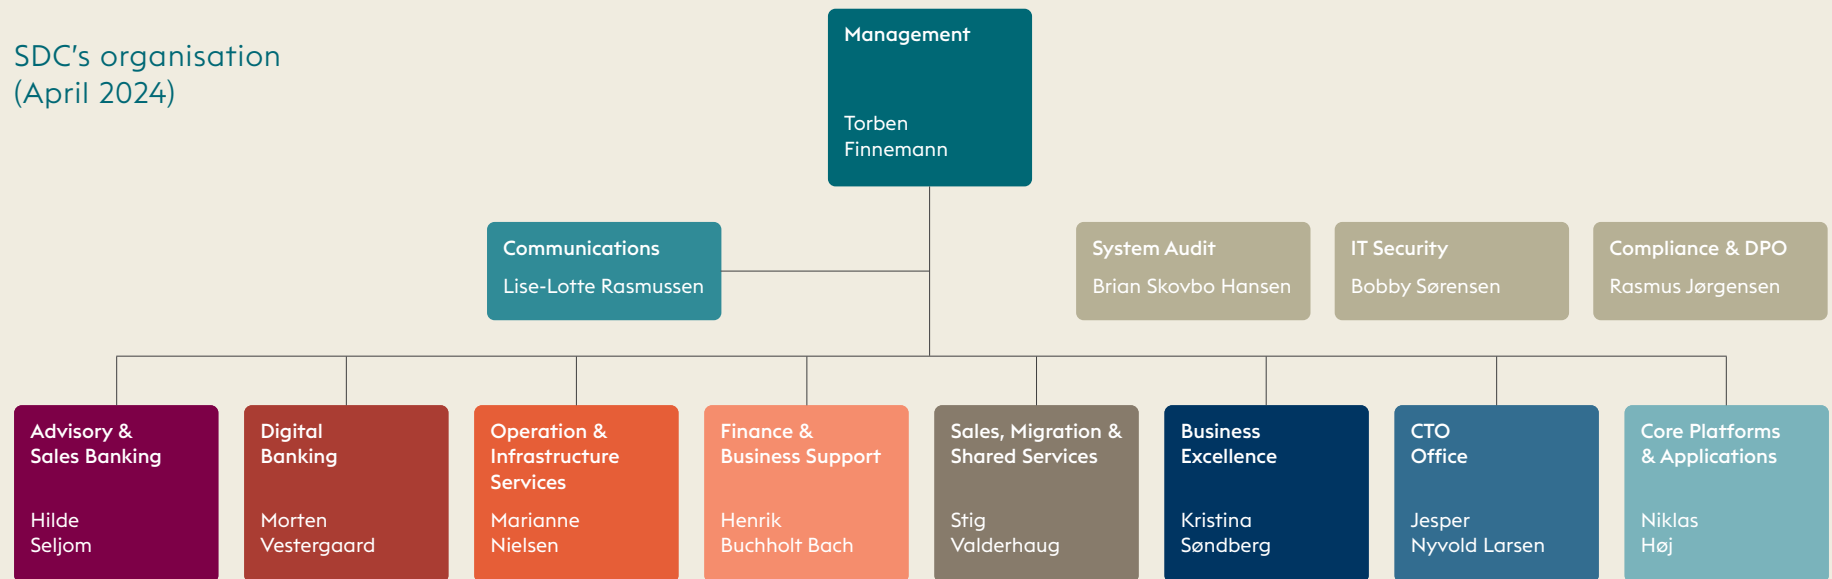 SDC's organisation
(April 2024)
Management
Torben
Finnemann
Communications
Lise-Lotte Rasmussen
System Audit
Brian Skovbo Hansen
IT Security
Bobby Sørensen
Compliance & DPO
Rasmus Jørgensen
Advisory &
Sales Banking
Hilde
Seljom
Digital
Banking
Morten
Vestergaard
Operation &
Infrastructure
Services
Marianne
Nielsen
Finance &
Business Support
Henrik
Buchholt Bach
Sales, Migration &
Shared Services
Stig
Valderhaug
Business
Excellence
Kristina
Søndberg
CTO
Office
Jesper
Nyvold Larsen
Core Platforms
& Applications
Niklas
Høj